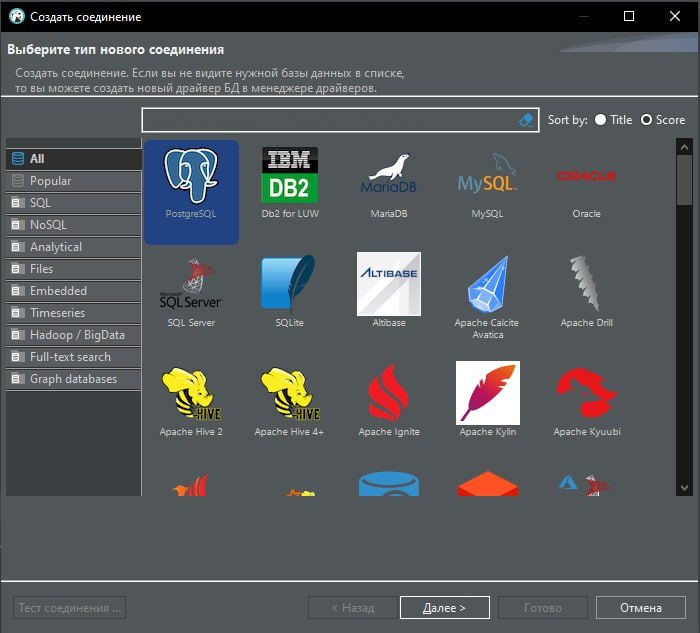 Создать соединение
Выберите тип нового соединения
Создать соединение. Если вы не видите нужной базы данных в списке,
то вы можете создать новый драйвер БД в менеджере драйверов.
Sort by: Title Score
All
Popular
SQL
NoSQL
Analytical
Files
Embedded
Timeseries
Hadoop / BigData
Full-text search
Graph databases
PostgreSQL
IBM
DB2
Db2 for LUW
MariaDB
MariaDB
MySQL
MySQL
ORACLE
Oracle
Microsoft
SQL Server
SQL Server
SQLite
ALTIBASE
Altibase
Apache Calcite
Avatica
Apache Drill
HIVE
Apache Hive 2
HIVE
Apache Hive 4+
Apache Ignite
Apache Kylin
Apache Kyuubi
Тест соединения ...
< Назад
Далее >
Готово
Отмена